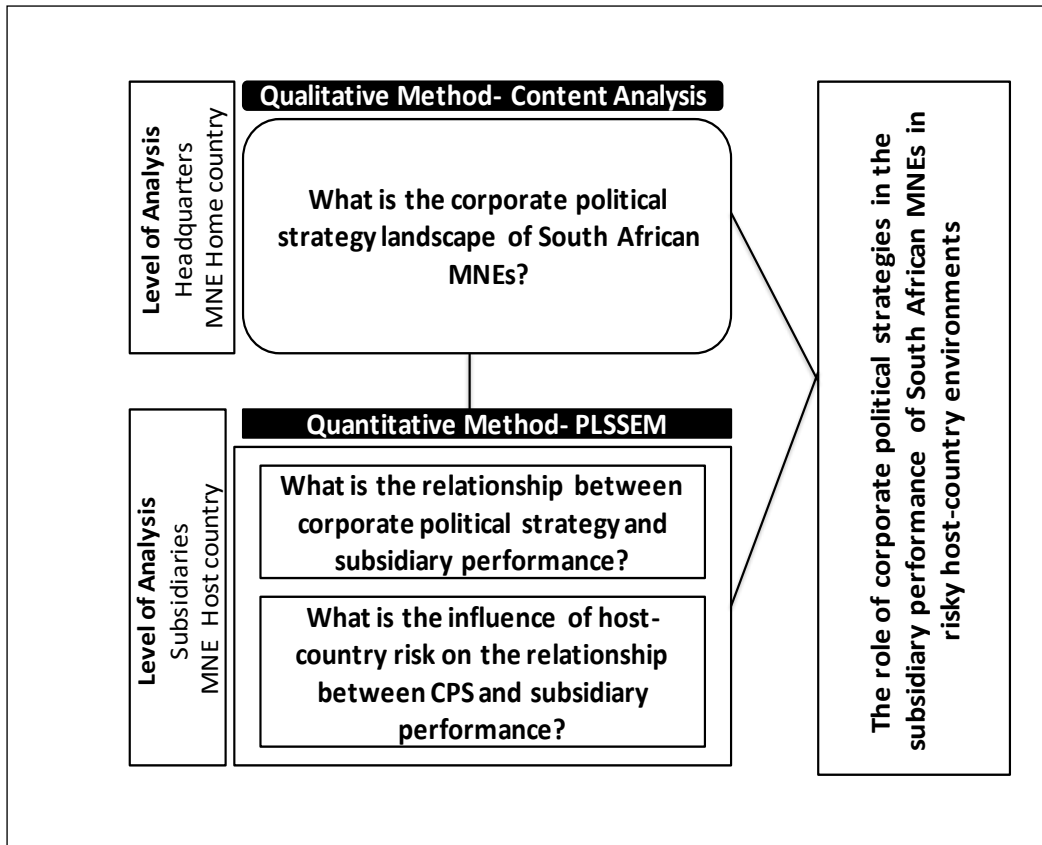 Level of Analysis
Headquarters
MNE Home country
Qualitative Method- Content Analysis
What is the corporate political
strategy landscape of South African
MNEs?
Level of Analysis
Subsidiaries
MNE Host country
Quantitative Method- PLSSEM
What is the relationship between
corporate political strategy and
subsidiary performance?
What is the influence of host-
country risk on the relationship
between CPS and subsidiary
performance?
The role of corporate political strategies in the
subsidiary performance of South African MNEs in
risky host-country environments